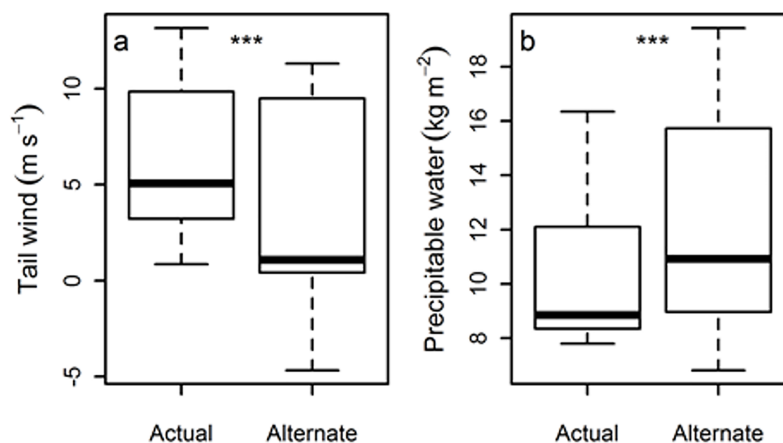 a
***
Tail wind (m s⁻¹)
10
5
0
-5
Actual Alternate
b
***
Precipitable water (kg m⁻²)
18
16
14
12
10
8
Actual Alternate